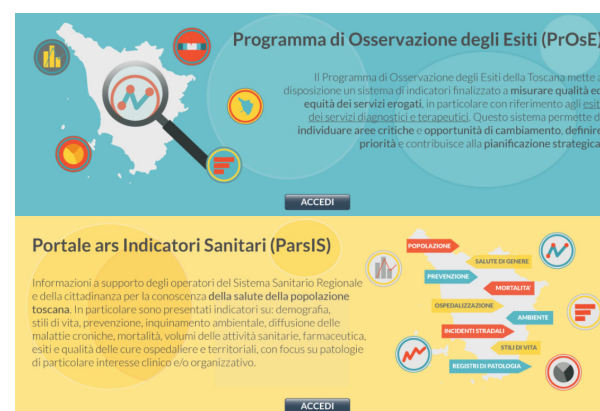 Programma di Osservazione degli Esiti (PrOsE)
Il Programma di Osservazione degli Esiti della Toscana mette a
disposizione un sistema di indicatori finalizzato a misurare qualità ed
equità dei servizi erogati, in particolare con riferimento agli esiti
dei servizi diagnostici e terapeutici. Questo sistema permette di
individuare aree critiche e opportunità di cambiamento, definire
priorità e contribuisce alla pianificazione strategica.
ACCEDI
Portale ars Indicatori Sanitari (ParsIS)
Informazioni a supporto degli operatori del Sistema Sanitario Regionale
e della cittadinanza per la conoscenza della salute della popolazione
toscana. In particolare sono presentati indicatori su: demografia,
stili di vita, prevenzione, inquinamento ambientale, diffusione delle
malattie croniche, mortalità, volumi delle attività sanitarie, farmaceutica,
esiti e qualità delle cure ospedaliere e territoriali, con focus su patologie
di particolare interesse clinico e/o organizzativo.
POPOLAZIONE
SALUTE DI GENERE
PREVENZIONE
MORTALITA'
OSPEDALIZZAZIONE
AMBIENTE
INCIDENTI STRADALI
STILI DI VITA
REGISTRI DI PATOLOGIA
ACCEDI